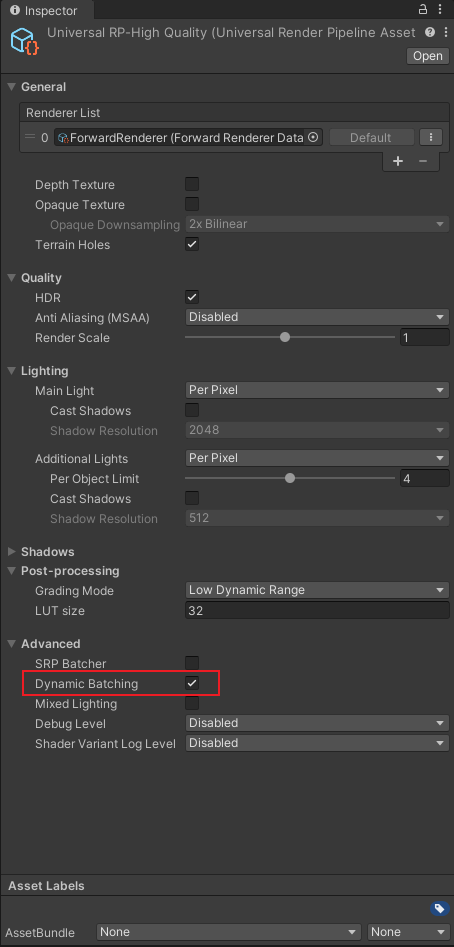 Inspector
Universal RP-High Quality (Universal Render Pipeline Asset
Open
General
Renderer List
0 ForwardRenderer (Forward Renderer Data Default
Depth Texture
Opaque Texture
Opaque Downsampling 2x Bilinear
Terrain Holes
Quality
HDR
Anti Aliasing (MSAA) Disabled
Render Scale 1
Lighting
Main Light Per Pixel
Cast Shadows
Shadow Resolution 2048
Additional Lights Per Pixel
Per Object Limit 4
Cast Shadows
Shadow Resolution 512
Shadows
Post-processing
Grading Mode Low Dynamic Range
LUT size 32
Advanced
SRP Batcher
Dynamic Batching
Mixed Lighting
Debug Level Disabled
Shader Variant Log Level Disabled
Asset Labels
AssetBundle None None